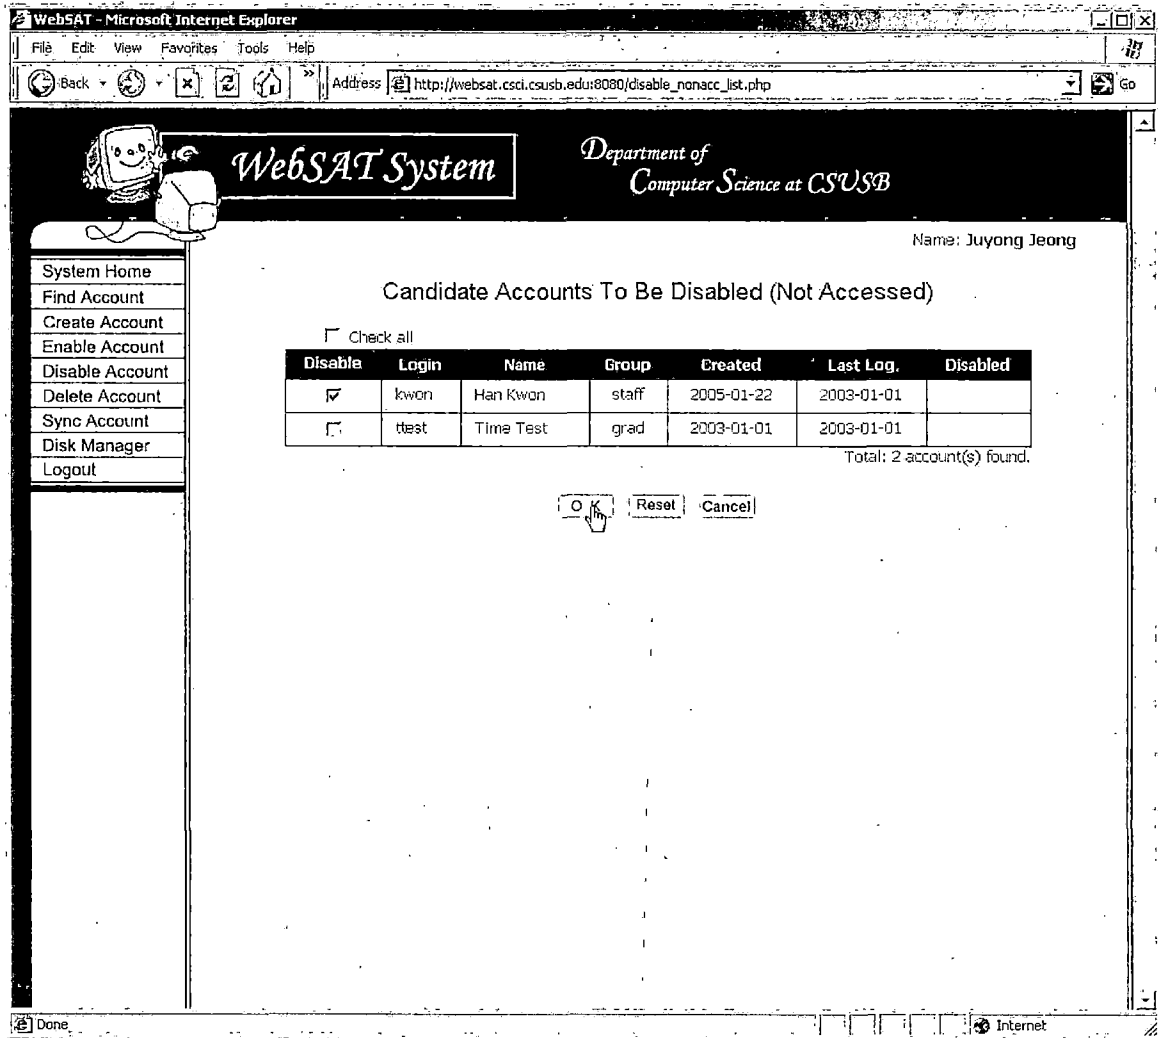 WebSAT - Microsoft Internet Explorer
File Edit View Favorites Tools Help
Back » Address http://websat.csci.csusb.edu:8080/disable_nonacc_list.php Go
WebSAT System
Department of
Computer Science at CSUSB
Name: Juyong Jeong
System Home
Find Account
Create Account
Enable Account
Disable Account
Delete Account
Sync Account
Disk Manager
Logout
Candidate Accounts To Be Disabled (Not Accessed)
Check all
Disable Login Name Group Created Last Log. Disabled
kwon Han Kwon staff 2005-01-22 2003-01-01
ttest Time Test grad 2003-01-01 2003-01-01
Total: 2 account(s) found.
O K Reset Cancel
Done Internet